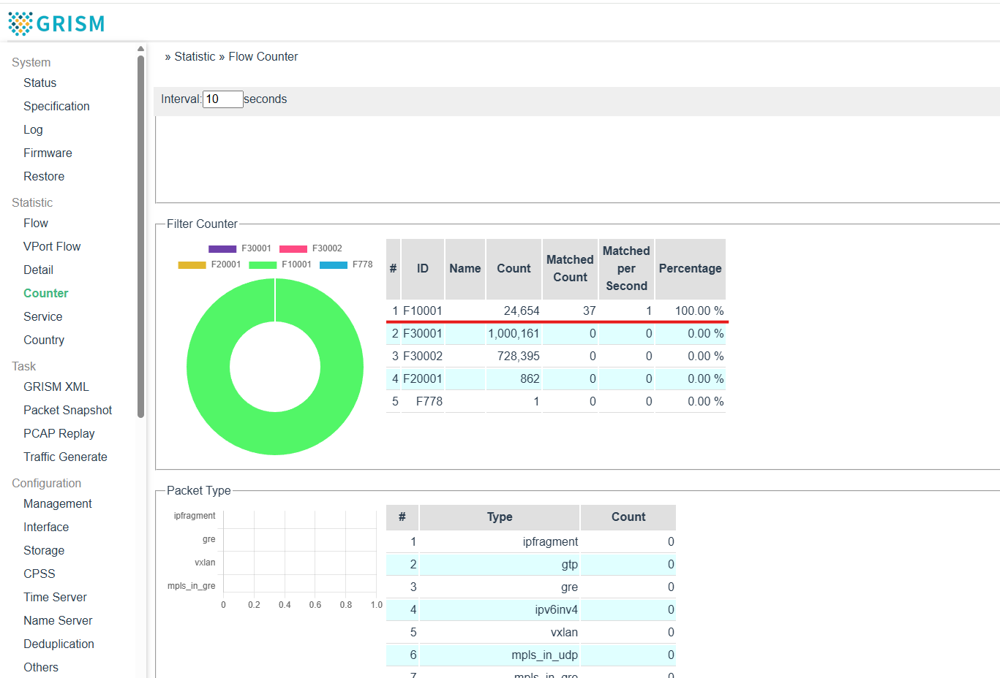 GRISM
System
Status
Specification
Log
Firmware
Restore
Statistic
Flow
VPort Flow
Detail
Counter
Service
Country
Task
GRISM XML
Packet Snapshot
PCAP Replay
Traffic Generate
Configuration
Management
Interface
Storage
CPSS
Time Server
Name Server
Deduplication
Others
» Statistic » Flow Counter
Interval: 10 seconds
Filter Counter
F30001 F30002
F20001 F10001 F778
# ID Name Count Matched Count Matched per Second Percentage
1 F10001 24,654 37 1 100.00 %
2 F30001 1,000,161 0 0 0.00 %
3 F30002 728,395 0 0 0.00 %
4 F20001 862 0 0 0.00 %
5 F778 1 0 0 0.00 %
Packet Type
ipfragment
gre
vxlan
mpls_in_gre
0 0.2 0.4 0.6 0.8 1.0
# Type Count
1 ipfragment 0
2 gtp 0
3 gre 0
4 ipv6inv4 0
5 vxlan 0
6 mpls_in_udp 0
7 mpls_in_gre 0